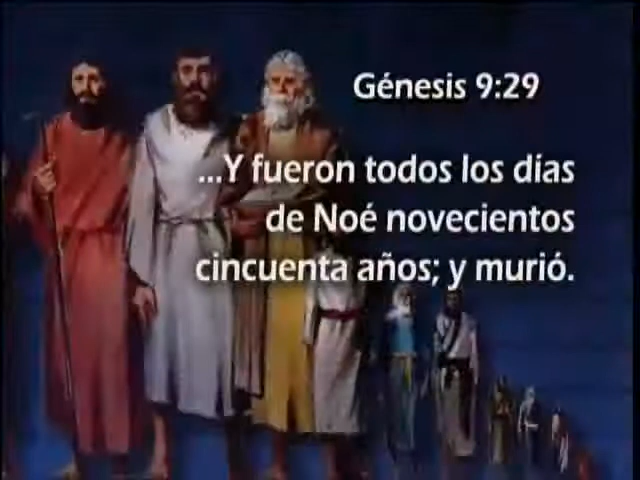 Génesis 9:29
...Y fueron todos los días
de Noé novecientos
cincuenta años; y murió.